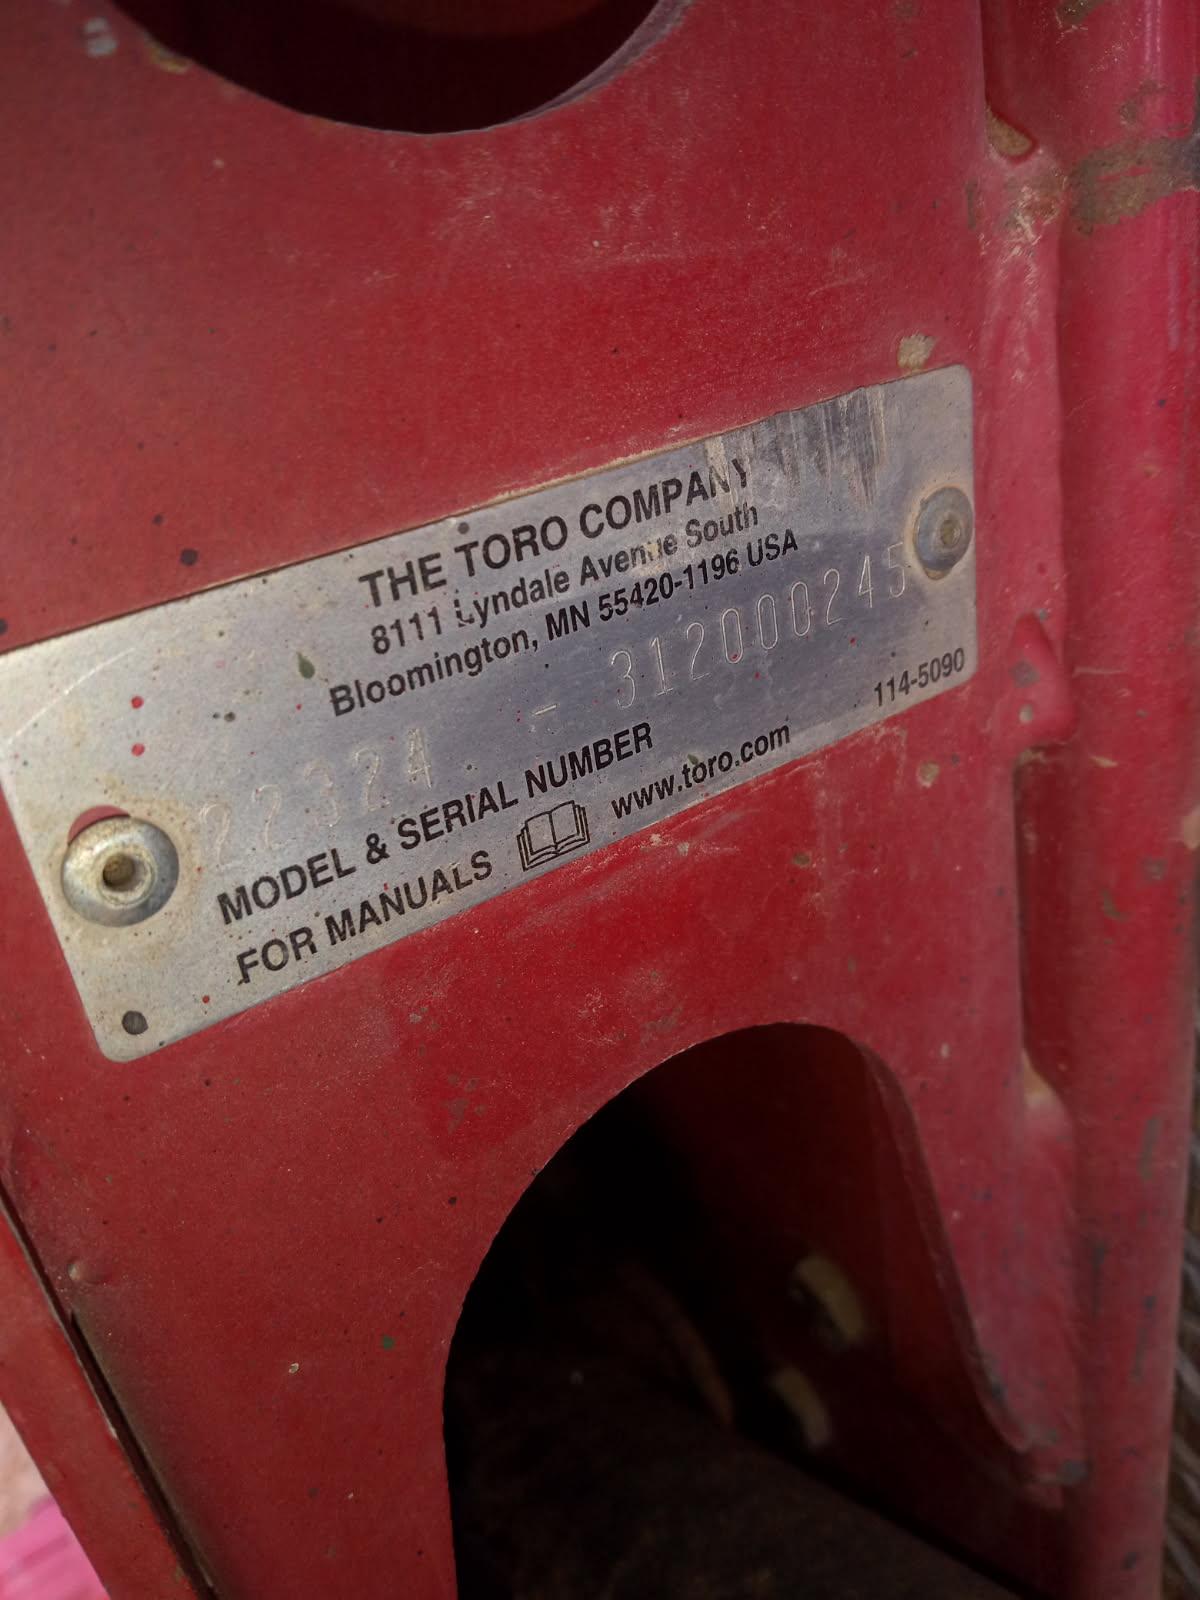 THE TORO COMPANY
8111 Lyndale Avenue South
Bloomington, MN 55420-1196 USA
22324 - 312000245
MODEL & SERIAL NUMBER
114-5090
FOR MANUALS www.toro.com